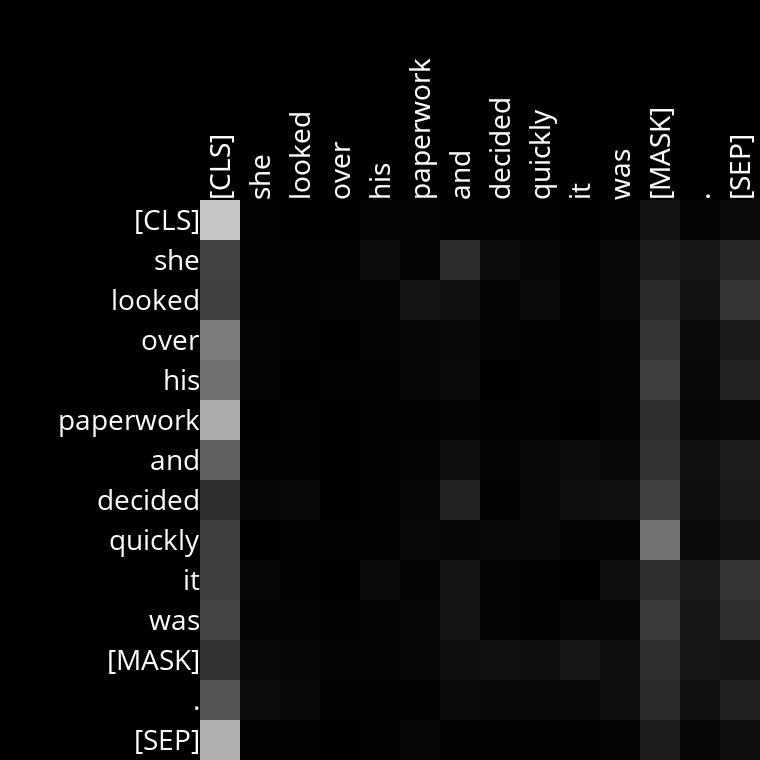 [CLS] she looked over his paperwork and decided quickly it was [MASK] . [SEP]
[CLS]
she
looked
over
his
paperwork
and
decided
quickly
it
was
[MASK]
.
[SEP]